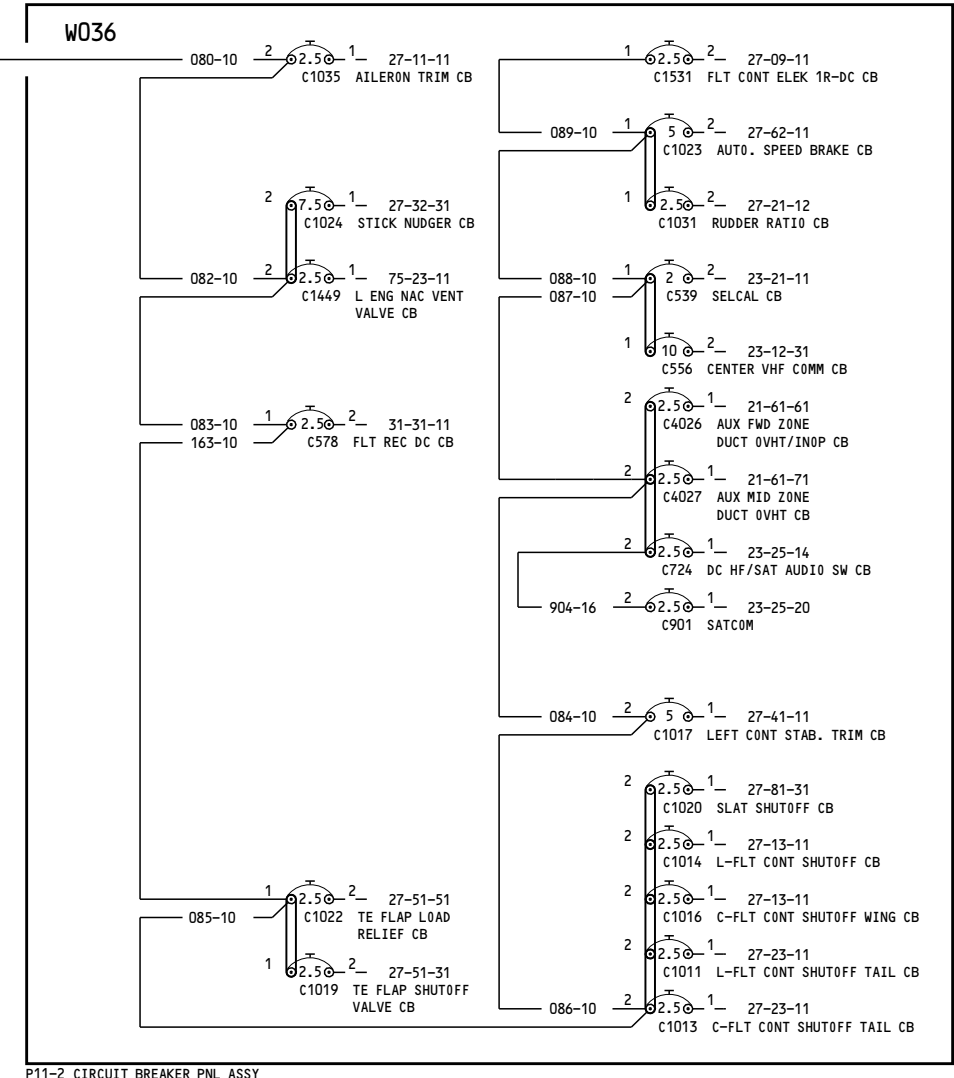 W036
080-10 2 2.5 1 27-11-11
C1035 AILERON TRIM CB
2 7.5 1 27-32-31
C1024 STICK NUDGER CB
082-10 2 2.5 1 75-23-11
C1449 L ENG NAC VENT
VALVE CB
083-10 1 2.5 2 31-31-11
163-10 C578 FLT REC DC CB
1 2.5 2 27-51-51
085-10 C1022 TE FLAP LOAD
RELIEF CB
1 2.5 2 27-51-31
C1019 TE FLAP SHUTOFF
VALVE CB
1 2.5 2 27-09-11
C1531 FLT CONT ELEK 1R-DC CB
089-10 1 5 2 27-62-11
C1023 AUTO. SPEED BRAKE CB
1 2.5 2 27-21-12
C1031 RUDDER RATIO CB
088-10 1 2 2 23-21-11
087-10 C539 SELCAL CB
1 10 2 23-12-31
C556 CENTER VHF COMM CB
2 2.5 1 21-61-61
C4026 AUX FWD ZONE
DUCT OVHT/INOP CB
2 2.5 1 21-61-71
C4027 AUX MID ZONE
DUCT OVHT CB
2 2.5 1 23-25-14
C724 DC HF/SAT AUDIO SW CB
904-16 2 2.5 1 23-25-20
C901 SATCOM
084-10 2 5 1 27-41-11
C1017 LEFT CONT STAB. TRIM CB
2 2.5 1 27-81-31
C1020 SLAT SHUTOFF CB
2 2.5 1 27-13-11
C1014 L-FLT CONT SHUTOFF CB
2 2.5 1 27-13-11
C1016 C-FLT CONT SHUTOFF WING CB
2 2.5 1 27-23-11
C1011 L-FLT CONT SHUTOFF TAIL CB
086-10 2 2.5 1 27-23-11
C1013 C-FLT CONT SHUTOFF TAIL CB
P11-2 CIRCUIT BREAKER PNL ASSY